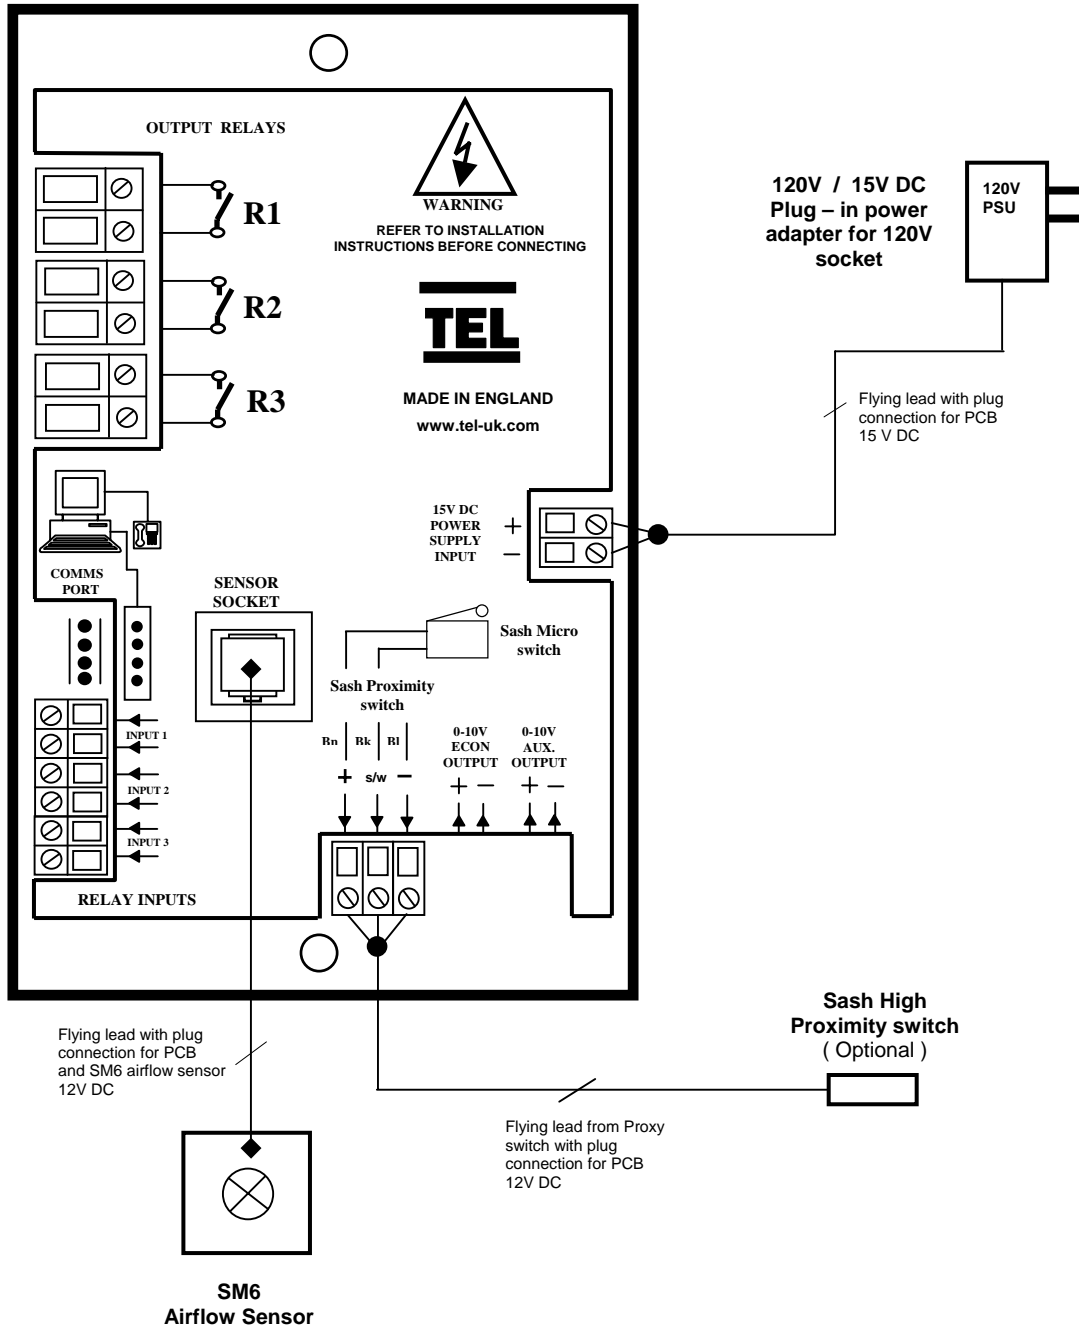 OUTPUT RELAYS
R1
R2
R3
WARNING
REFER TO INSTALLATION
INSTRUCTIONS BEFORE CONNECTING
TEL
MADE IN ENGLAND
www.tel-uk.com
120V / 15V DC
Plug – in power
adapter for 120V
socket
120V
PSU
Flying lead with plug
connection for PCB
15 V DC
15V DC
POWER
SUPPLY
INPUT
+
–
COMMS
PORT
SENSOR
SOCKET
Sash Micro
switch
Sash Proximity
switch
Bn Bk Bl
+ s/w –
0-10V
ECON
OUTPUT
+ –
0-10V
AUX.
OUTPUT
+ –
INPUT 1
INPUT 2
INPUT 3
RELAY INPUTS
Flying lead with plug
connection for PCB
and SM6 airflow sensor
12V DC
Sash High
Proximity switch
( Optional )
Flying lead from Proxy
switch with plug
connection for PCB
12V DC
SM6
Airflow Sensor